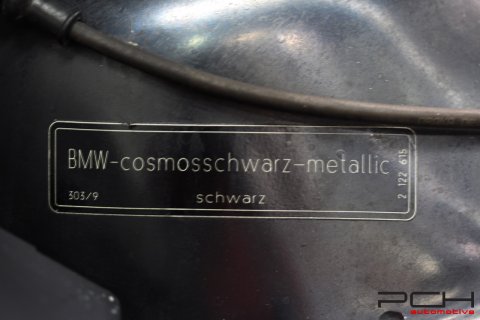 BMW-cosmosschwarz-metallic
303/9
schwarz
2 122 615
PCH
automotive